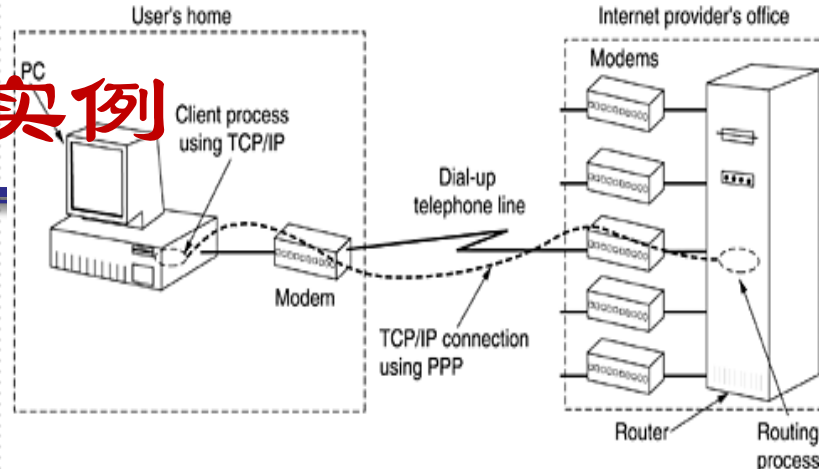 User's home
Internet provider's office
PC
实例
Client process
using TCP/IP
Modem
Dial-up
telephone line
TCP/IP connection
using PPP
Modems
Router
Routing
process